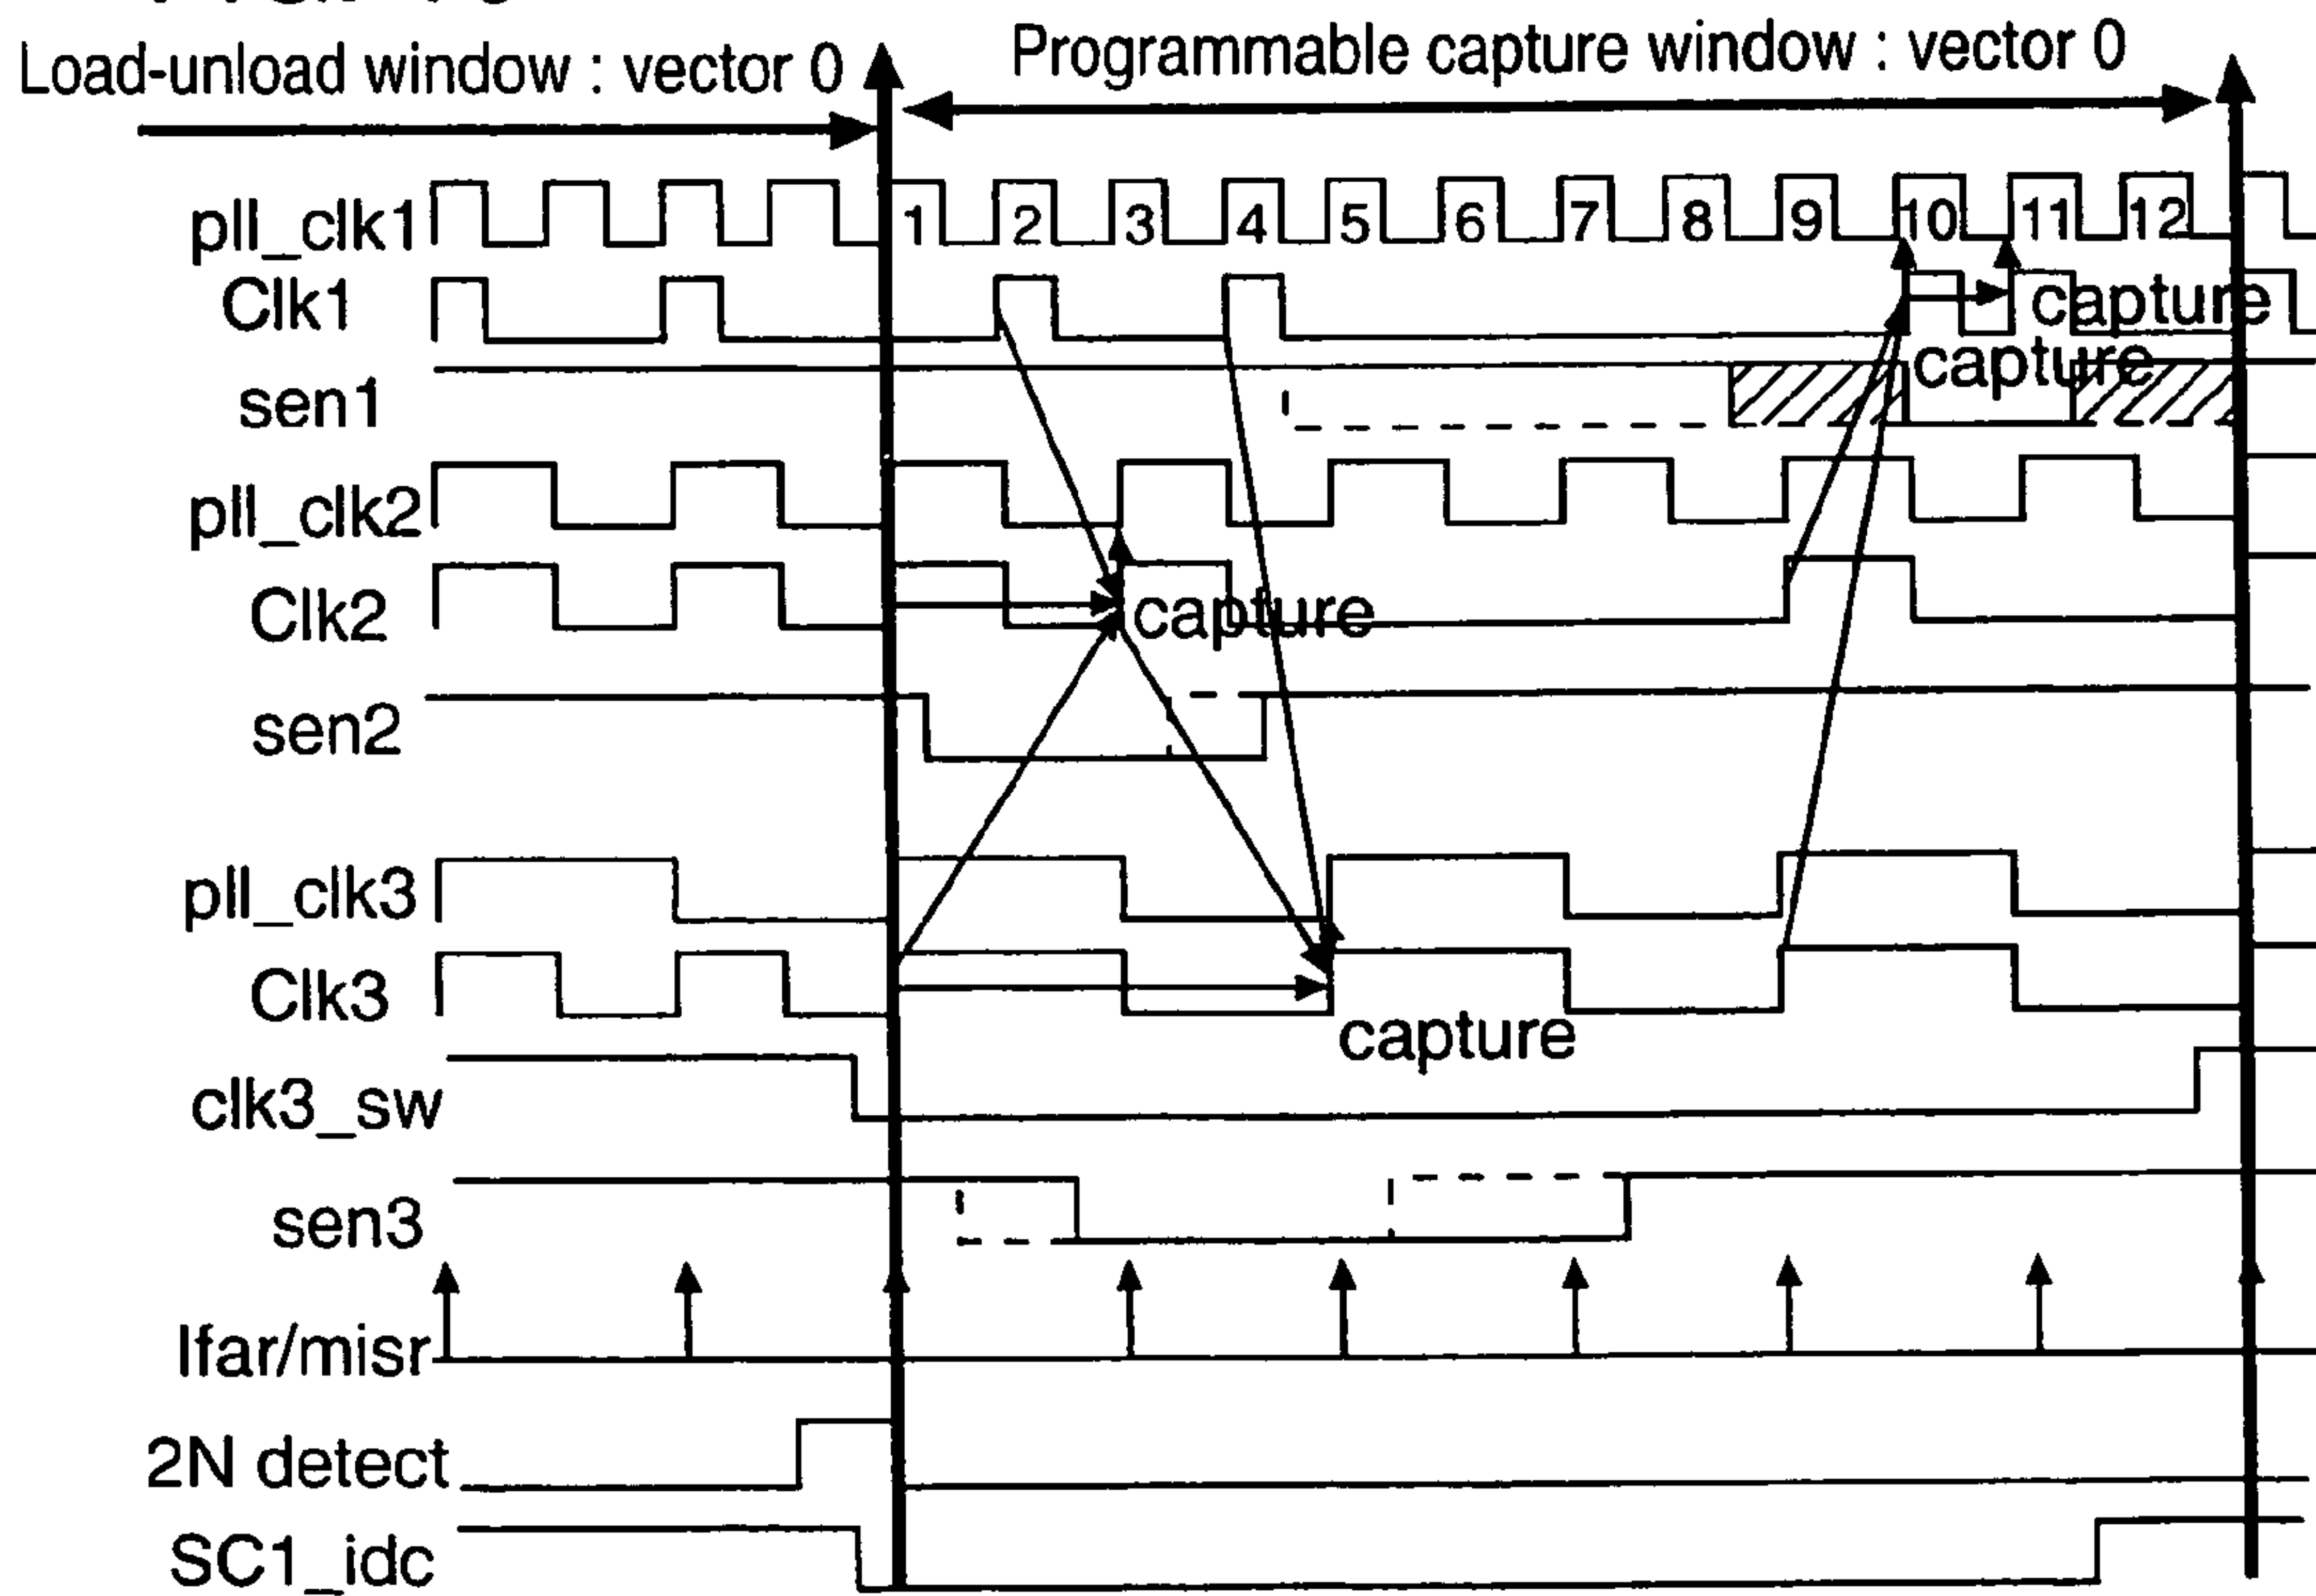 Load-unload window : vector 0
Programmable capture window : vector 0
pll_clk1
1 2 3 4 5 6 7 8 9 10 11 12
Clk1
capture
capture
sen1
pll_clk2
Clk2
capture
sen2
pll_clk3
Clk3
capture
clk3_sw
sen3
lfar/misr
2N detect
SC1_idc